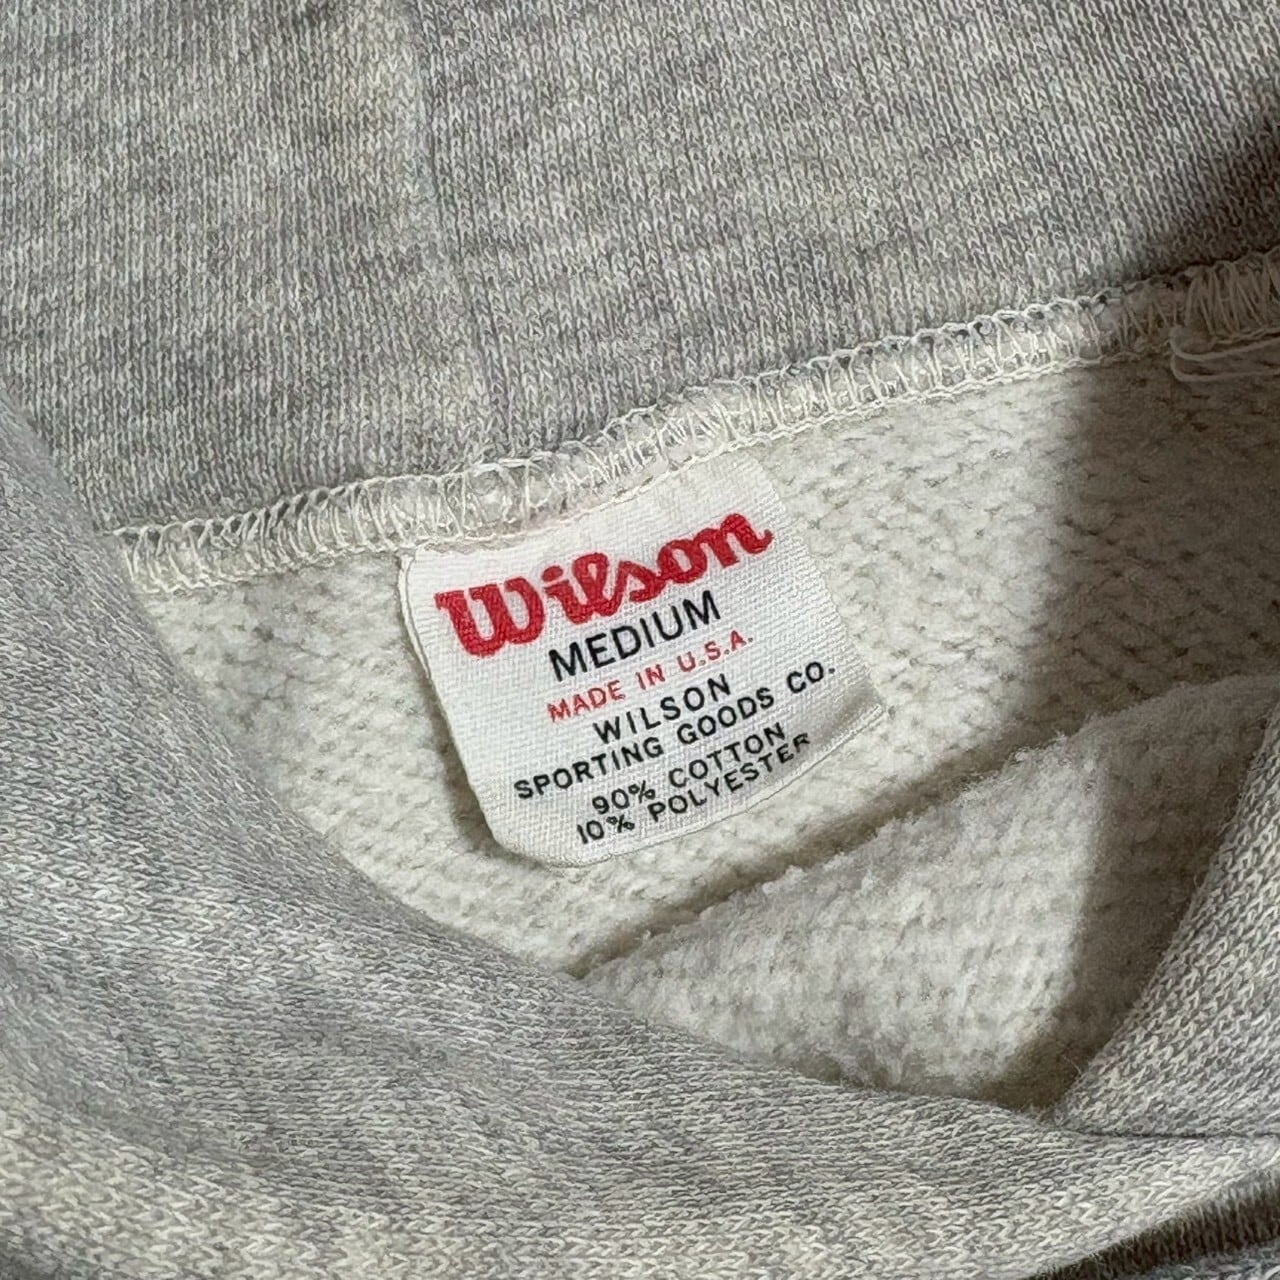 Wilson
MEDIUM
MADE IN U.S.A.
WILSON
SPORTING GOODS CO.
90% COTTON
10% POLYESTER